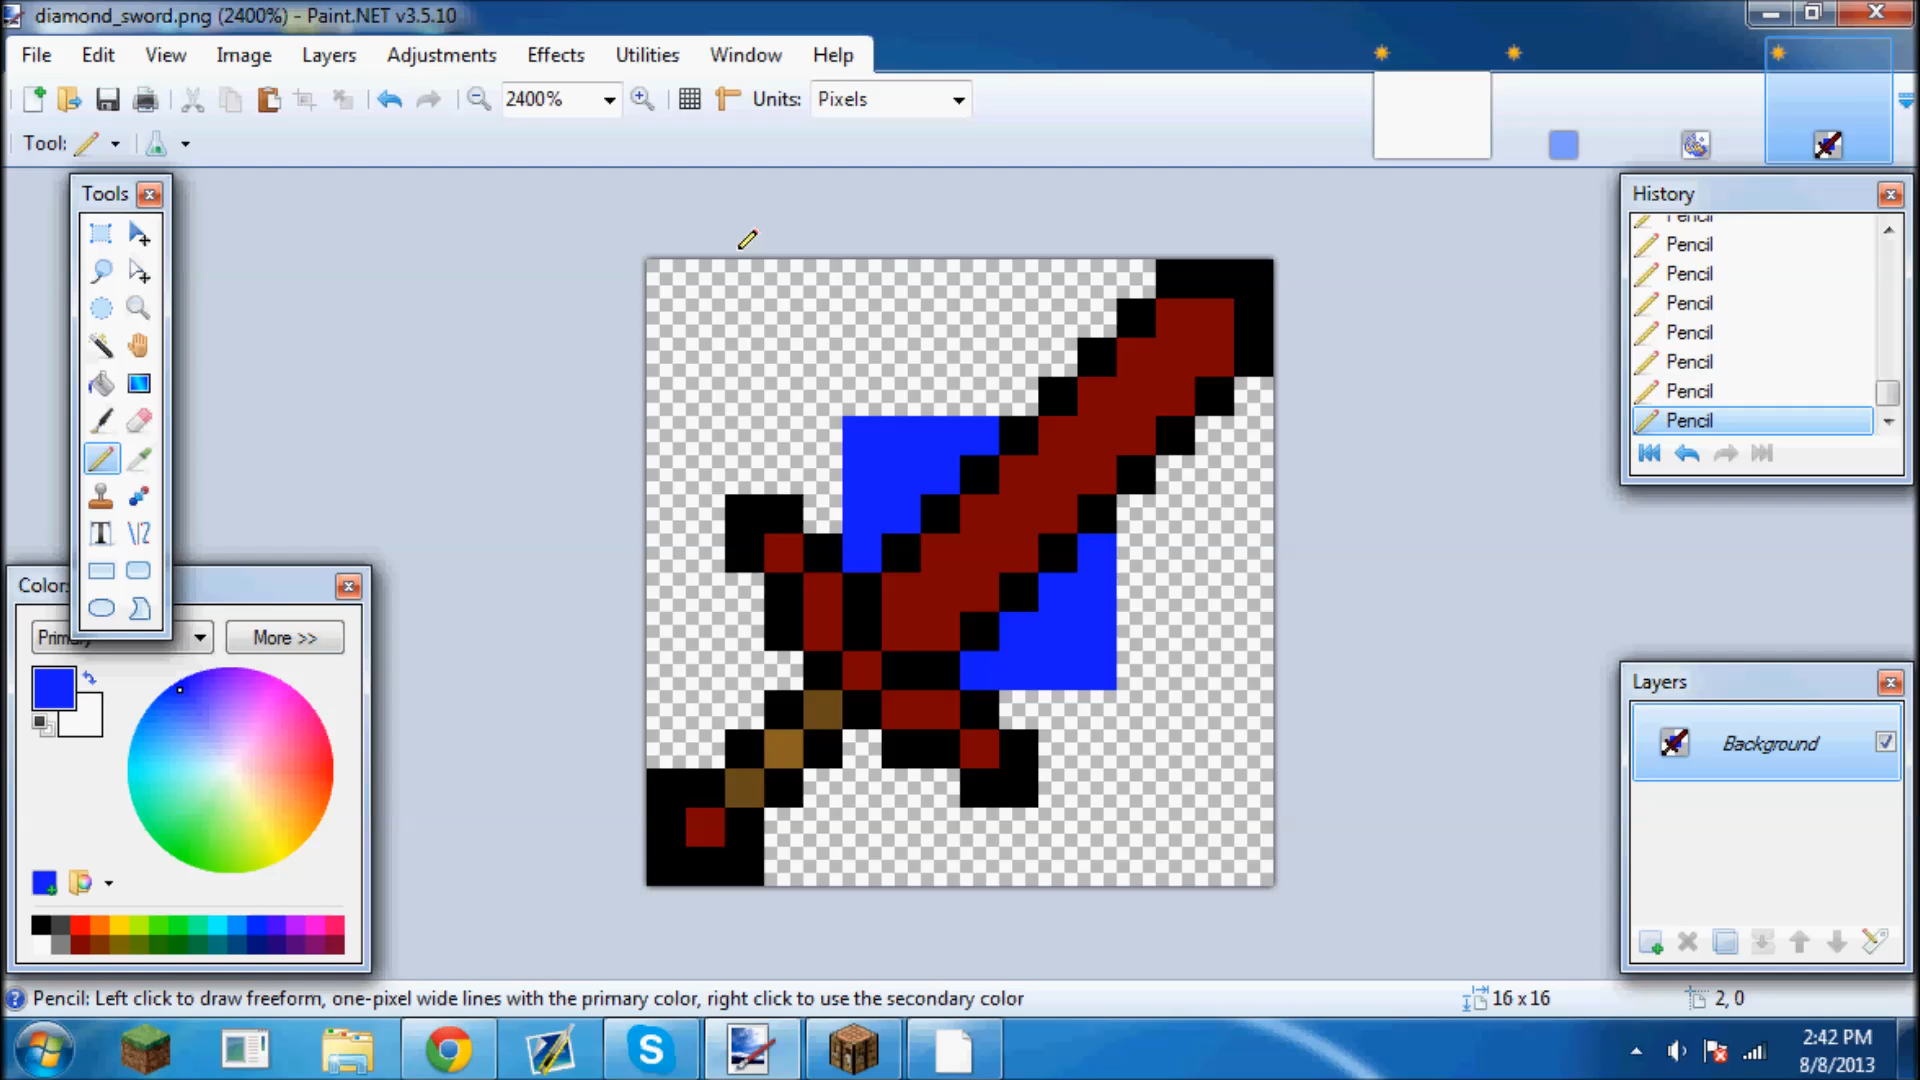 diamond_sword.png (2400%) - Paint.NET v3.5.10
File Edit View Image Layers Adjustments Effects Utilities Window Help
2400% Units: Pixels
Tool:
Tools
History
Pencil
Pencil
Pencil
Pencil
Pencil
Pencil
Pencil
Pencil
Color
Prim More >>
Layers
Background
Pencil: Left click to draw freeform, one-pixel wide lines with the primary color, right click to use the secondary color
16 x 16
2, 0
2:42 PM
8/8/2013